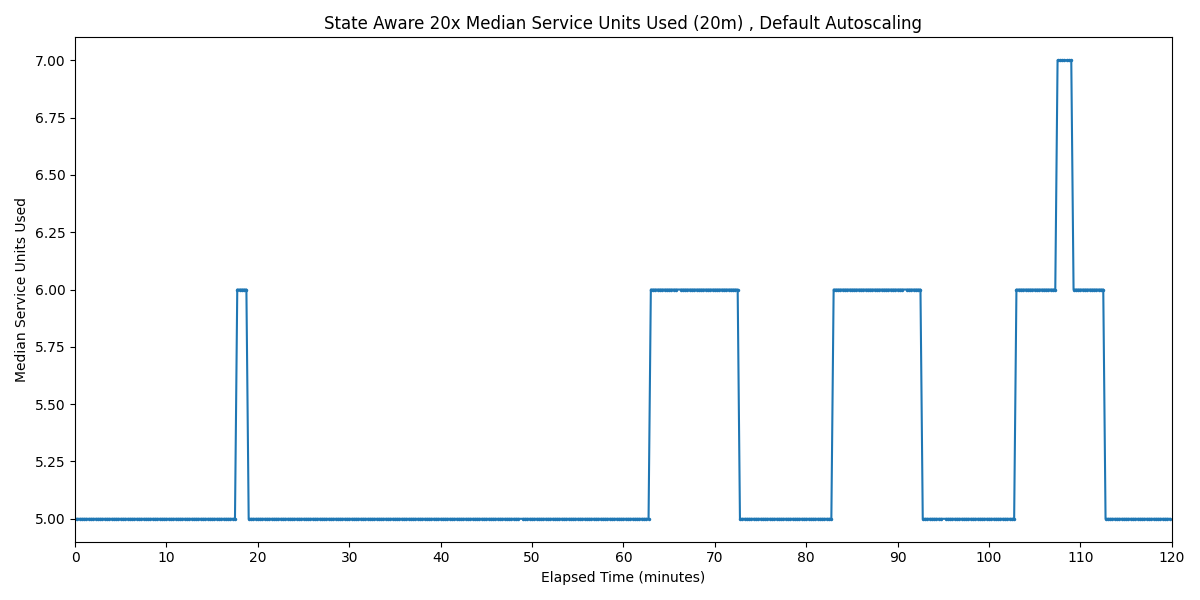 State Aware 20x Median Service Units Used (20m) , Default Autoscaling
7.00
6.75
6.50
6.25
6.00
5.75
5.50
5.25
5.00
Median Service Units Used
0 10 20 30 40 50 60 70 80 90 100 110 120
Elapsed Time (minutes)